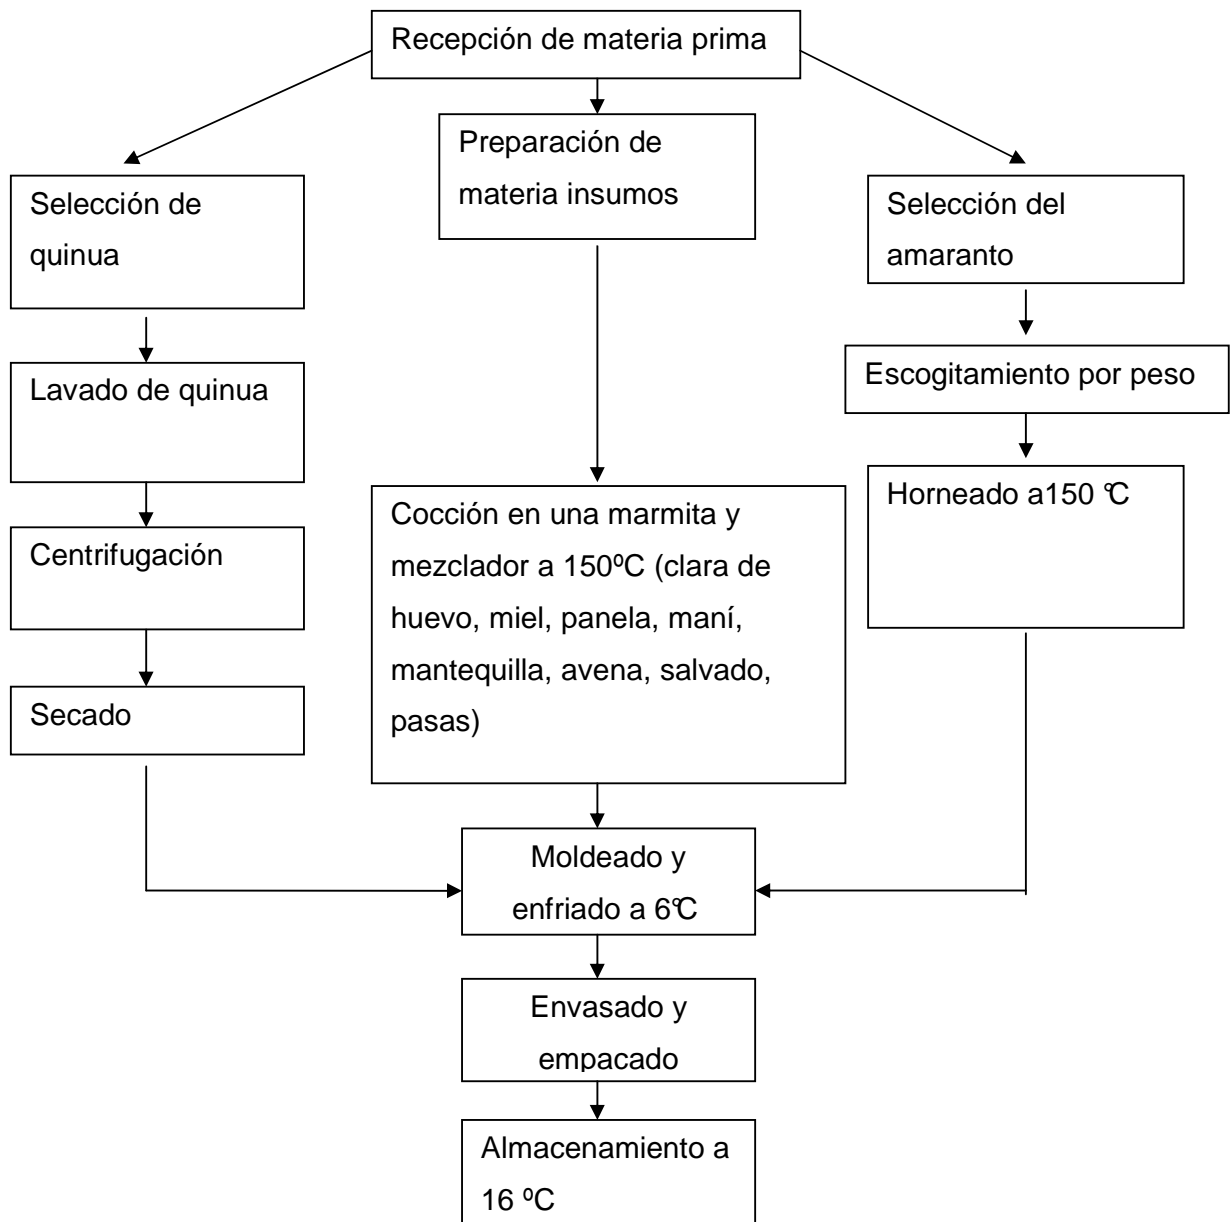 Recepción de materia prima
Preparación de
materia insumos
Selección de
quinua
Selección del
amaranto
Lavado de quinua
Escogitamiento por peso
Centrifugación
Horneado a150 ºC
Cocción en una marmita y
mezclador a 150ºC (clara de
huevo, miel, panela, maní,
mantequilla, avena, salvado,
pasas)
Secado
Moldeado y
enfriado a 6ºC
Envasado y
empacado
Almacenamiento a
16 ºC